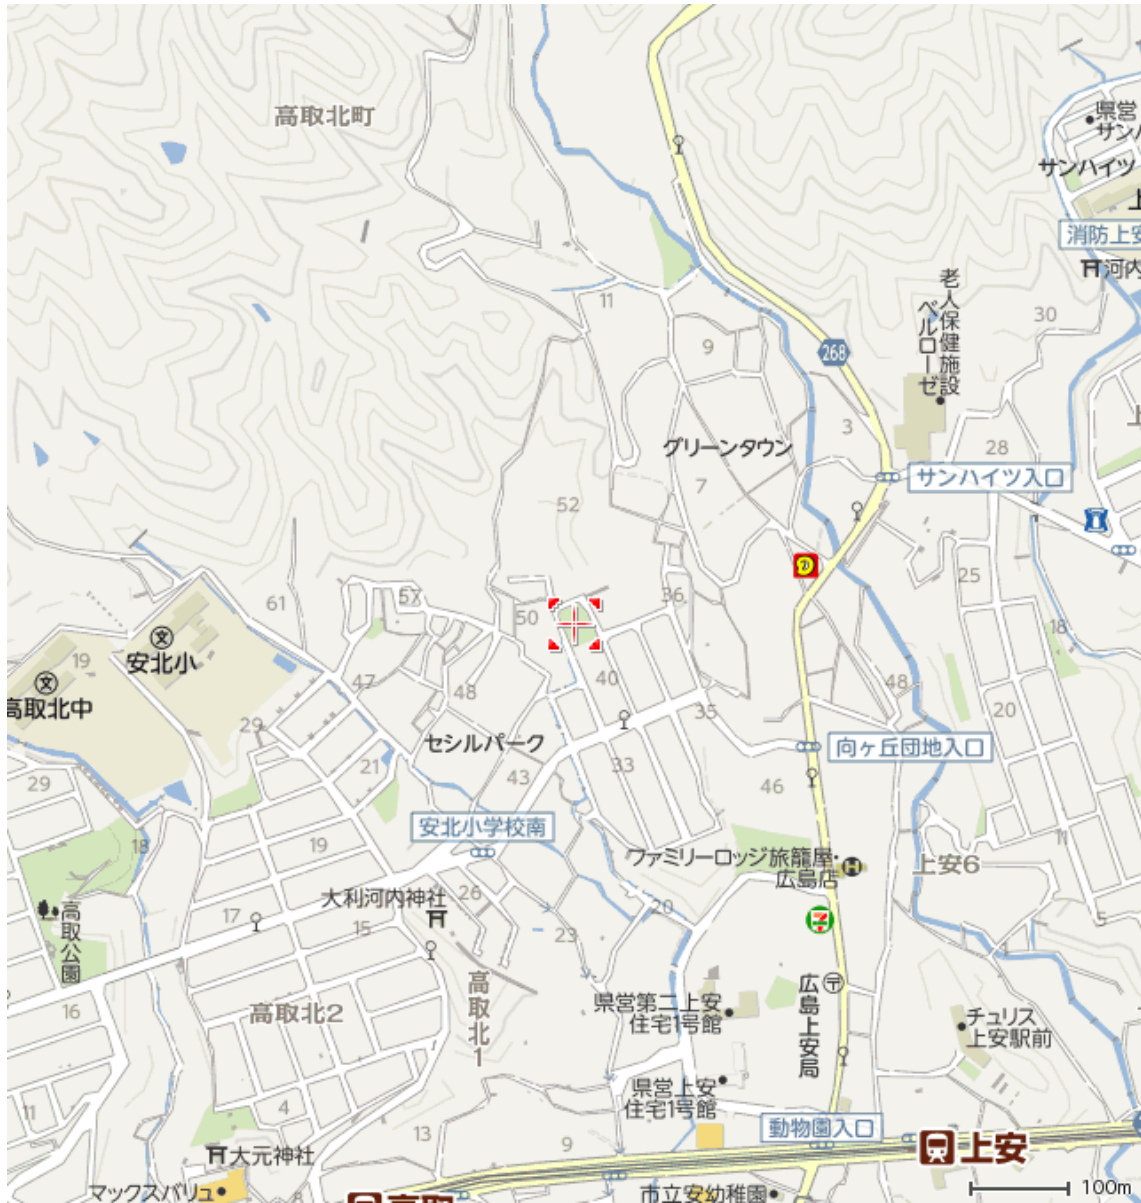 高取北町
県営
サンハ
サンハイツ
上
消防上安
河内
老人保健施設
ベルローゼ
30
11
9
268
3
上
28
グリーンタウン
サンハイツ入口
7
52
25
61
57
50
36
18
19
安北小
高取北中
40
47
48
48
29
35
20
セシルパーク
向ヶ丘団地入口
29
21
43
33
46
安北小学校南
18
19
11
ファミリーロッジ旅籠屋・
広島店
上安6
大利河内神社
26
20
17
15
23
5
高取公園
16
高取北2
高取北1
県営第二上安
住宅1号館
広島上安局
チュリス
上安駅前
県営上安
住宅1号館
11
4
13
9
動物園入口
大元神社
上安
マックスバリュ
8
高取
市立安幼稚園
100m